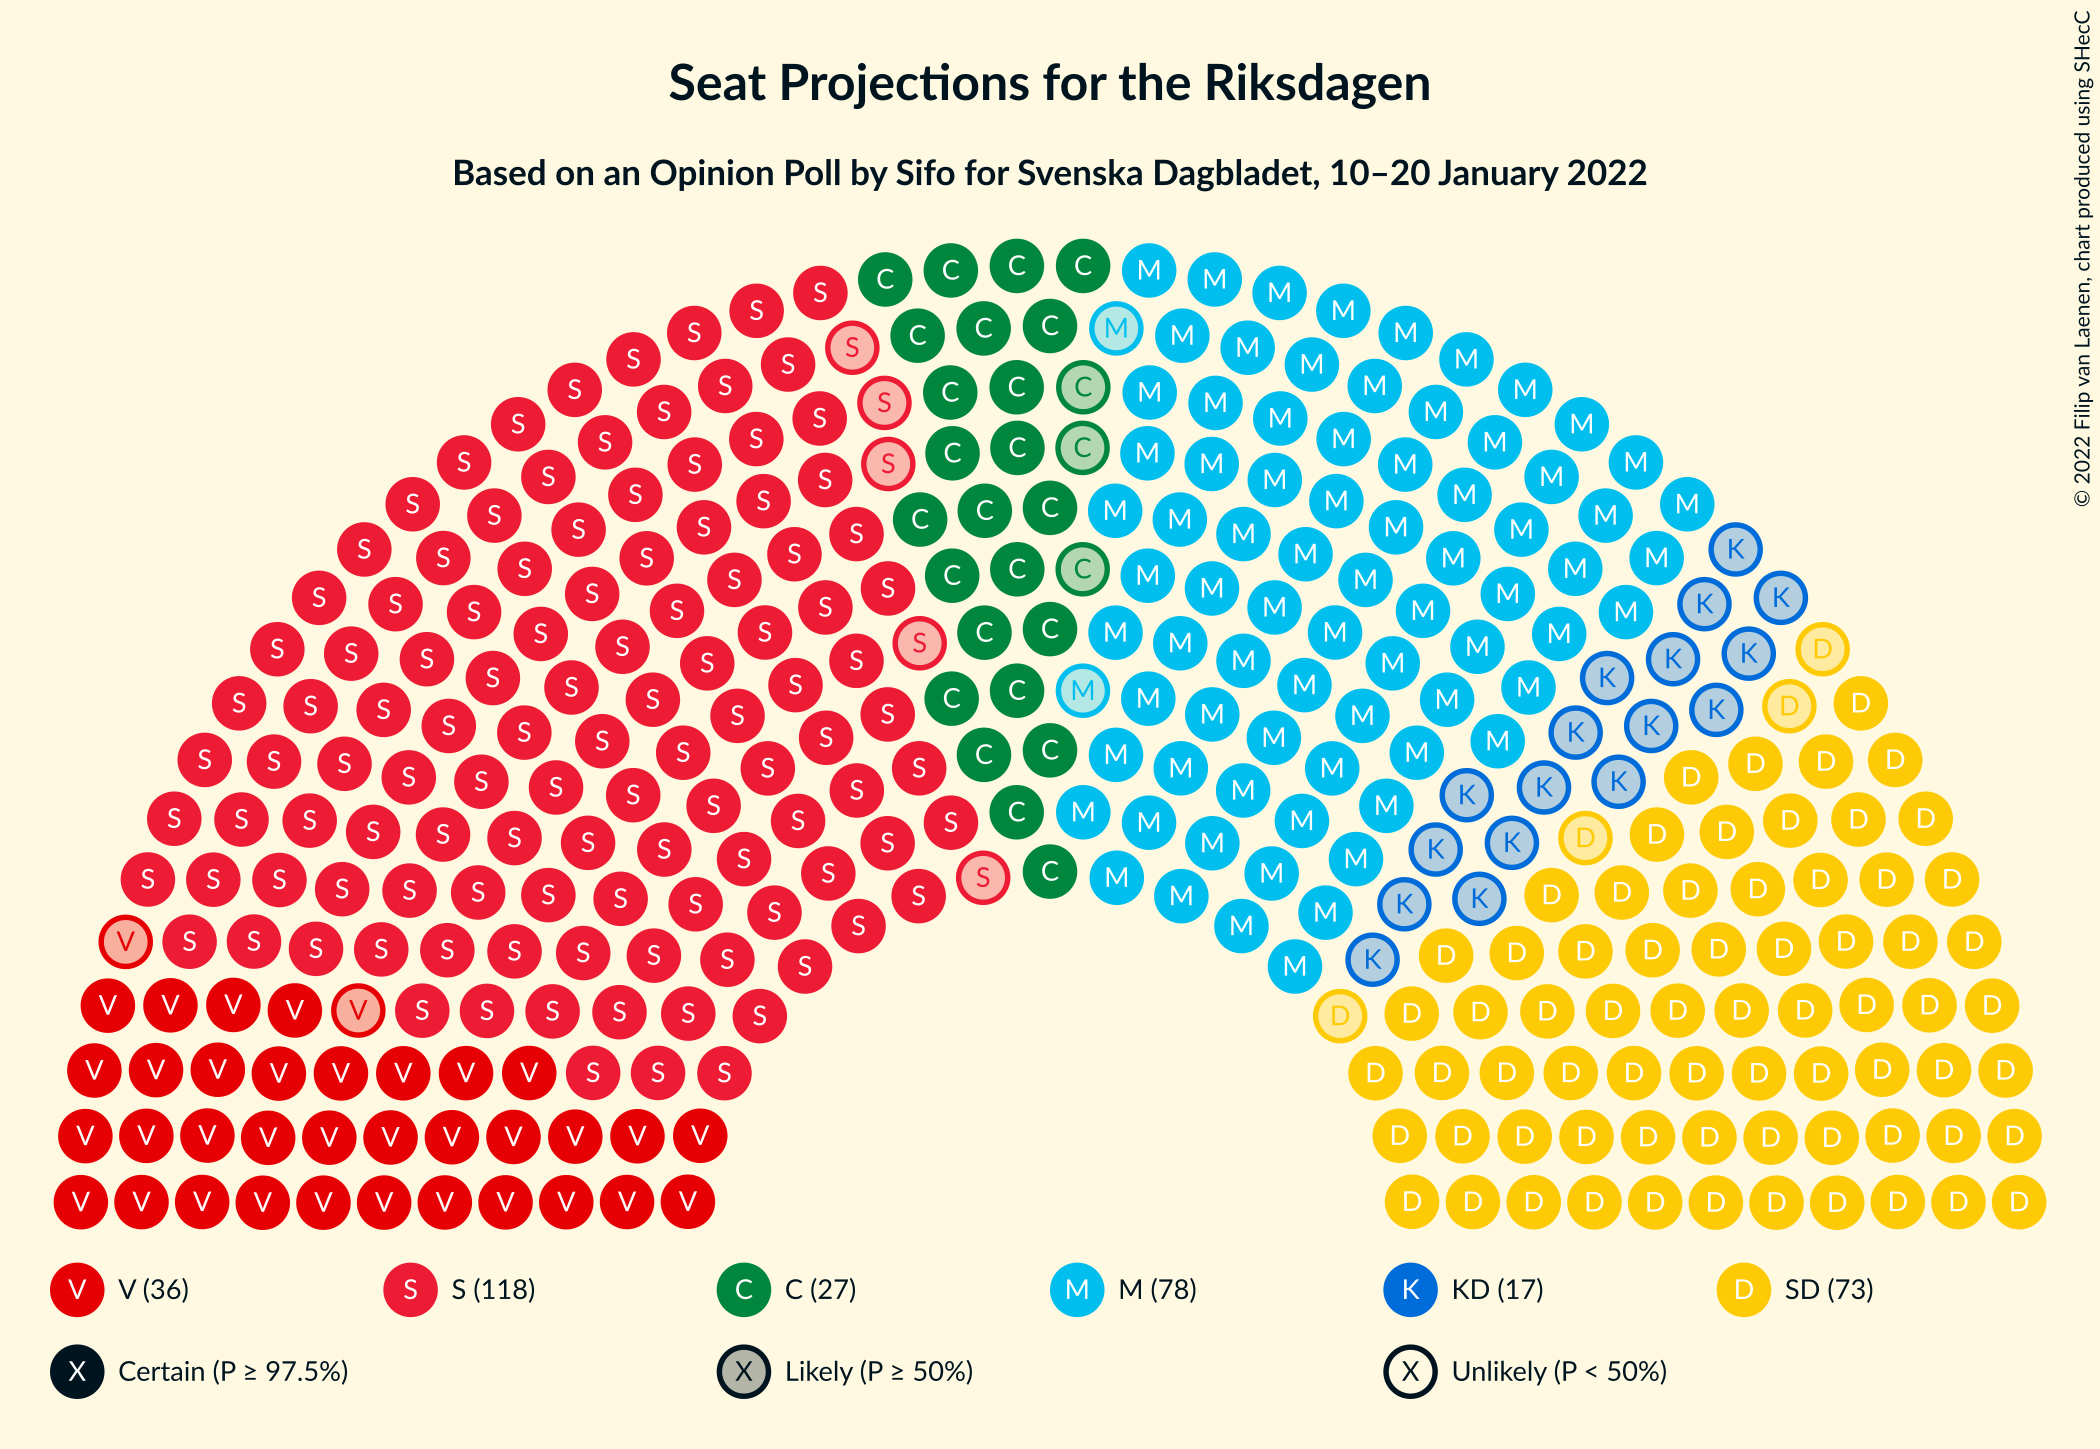 Seat Projections for the Riksdagen
Based on an Opinion Poll by Sifo for Svenska Dagbladet, 10–20 January 2022
© 2022 Filip van Laenen, chart produced using SHecC
V V (36) S S (118) C C (27) M M (78) K KD (17) D SD (73)
X Certain (P ≥ 97.5%) X Likely (P ≥ 50%) X Unlikely (P < 50%)